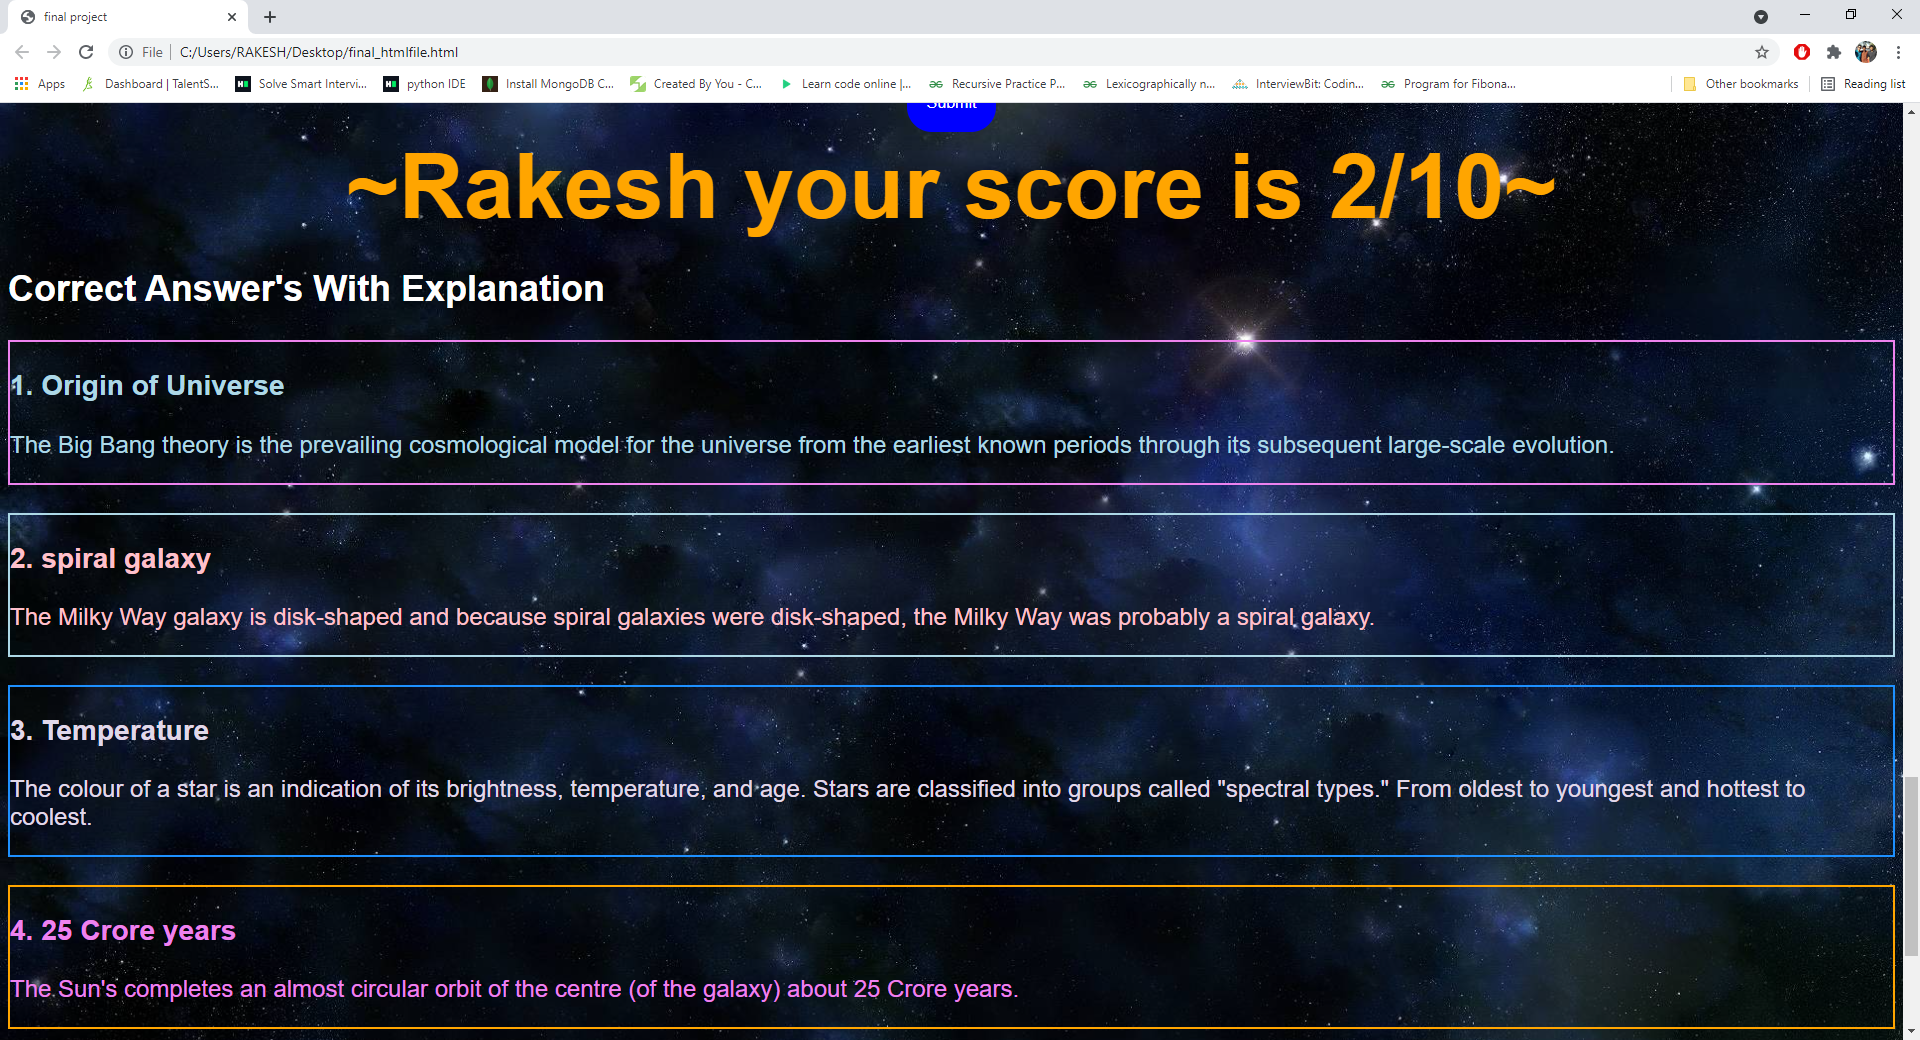 final project
File
C:/Users/RAKESH/Desktop/final_htmlfile.html
Apps
Dashboard | TalentS...
Solve Smart Intervi...
python IDE
Install MongoDB C...
Created By You - C...
Learn code online |...
Recursive Practice P...
Lexicographically n...
InterviewBit: Codin...
Program for Fibona...
Other bookmarks
Reading list
Submit
~Rakesh your score is 2/10~
Correct Answer's With Explanation
1. Origin of Universe
The Big Bang theory is the prevailing cosmological model for the universe from the earliest known periods through its subsequent large-scale evolution.
2. spiral galaxy
The Milky Way galaxy is disk-shaped and because spiral galaxies were disk-shaped, the Milky Way was probably a spiral galaxy.
3. Temperature
The colour of a star is an indication of its brightness, temperature, and age. Stars are classified into groups called "spectral types." From oldest to youngest and hottest to
coolest.
4. 25 Crore years
The Sun's completes an almost circular orbit of the centre (of the galaxy) about 25 Crore years.